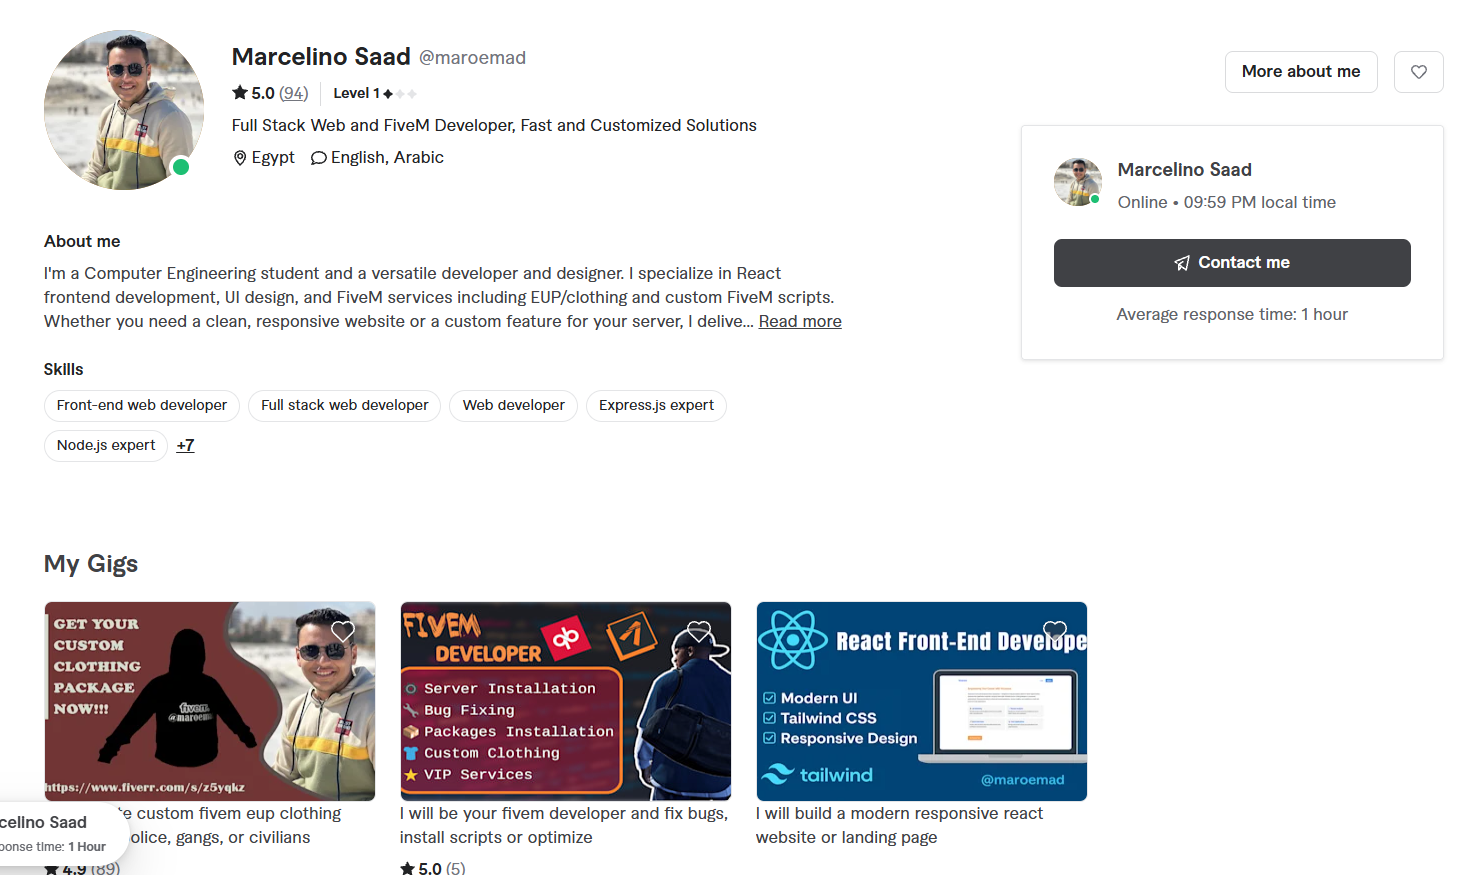 Marcelino Saad @maroemad
5.0 (94) Level 1
Full Stack Web and FiveM Developer, Fast and Customized Solutions
Egypt English, Arabic
More about me
Marcelino Saad
Online • 09:59 PM local time
Contact me
Average response time: 1 hour
About me
I'm a Computer Engineering student and a versatile developer and designer. I specialize in React
frontend development, UI design, and FiveM services including EUP/clothing and custom FiveM scripts.
Whether you need a clean, responsive website or a custom feature for your server, I delive... Read more
Skills
Front-end web developer
Full stack web developer
Web developer
Express.js expert
Node.js expert
+7
My Gigs
GET YOUR
CUSTOM
CLOTHING
PACKAGE
NOW!!!
fiverr.
@maroema
https://www.fiverr.com/s/z5yqkz
te custom fivem eup clothing
olice, gangs, or civilians
4.9 (89)
FIVEM
DEVELOPER
Server Installation
Bug Fixing
Packages Installation
Custom Clothing
VIP Services
I will be your fivem developer and fix bugs,
install scripts or optimize
5.0 (5)
React Front-End Develope
Modern UI
Tailwind CSS
Responsive Design
tailwind
@maroemad
I will build a modern responsive react
website or landing page
celino Saad
ponse time: 1 Hour